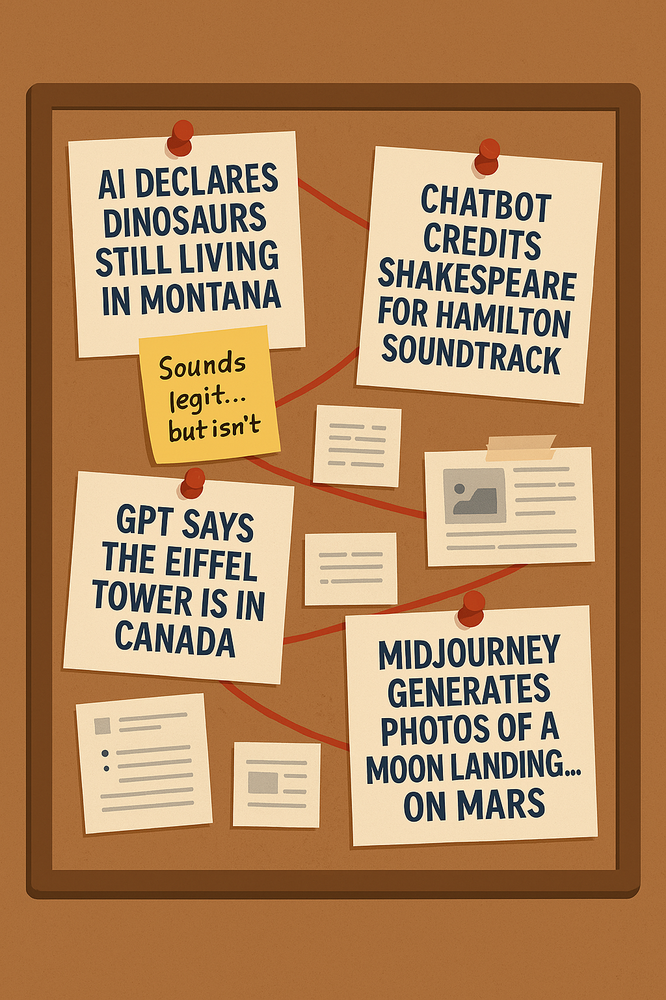 AI DECLARES
DINOSAURS
STILL LIVING
IN MONTANA
CHATBOT
CREDITS
SHAKESPEARE
FOR HAMILTON
SOUNDTRACK
Sounds
legit...
but isn't
GPT SAYS
THE EIFFEL
TOWER IS IN
CANADA
MIDJOURNEY
GENERATES
PHOTOS OF A
MOON LANDING...
ON MARS